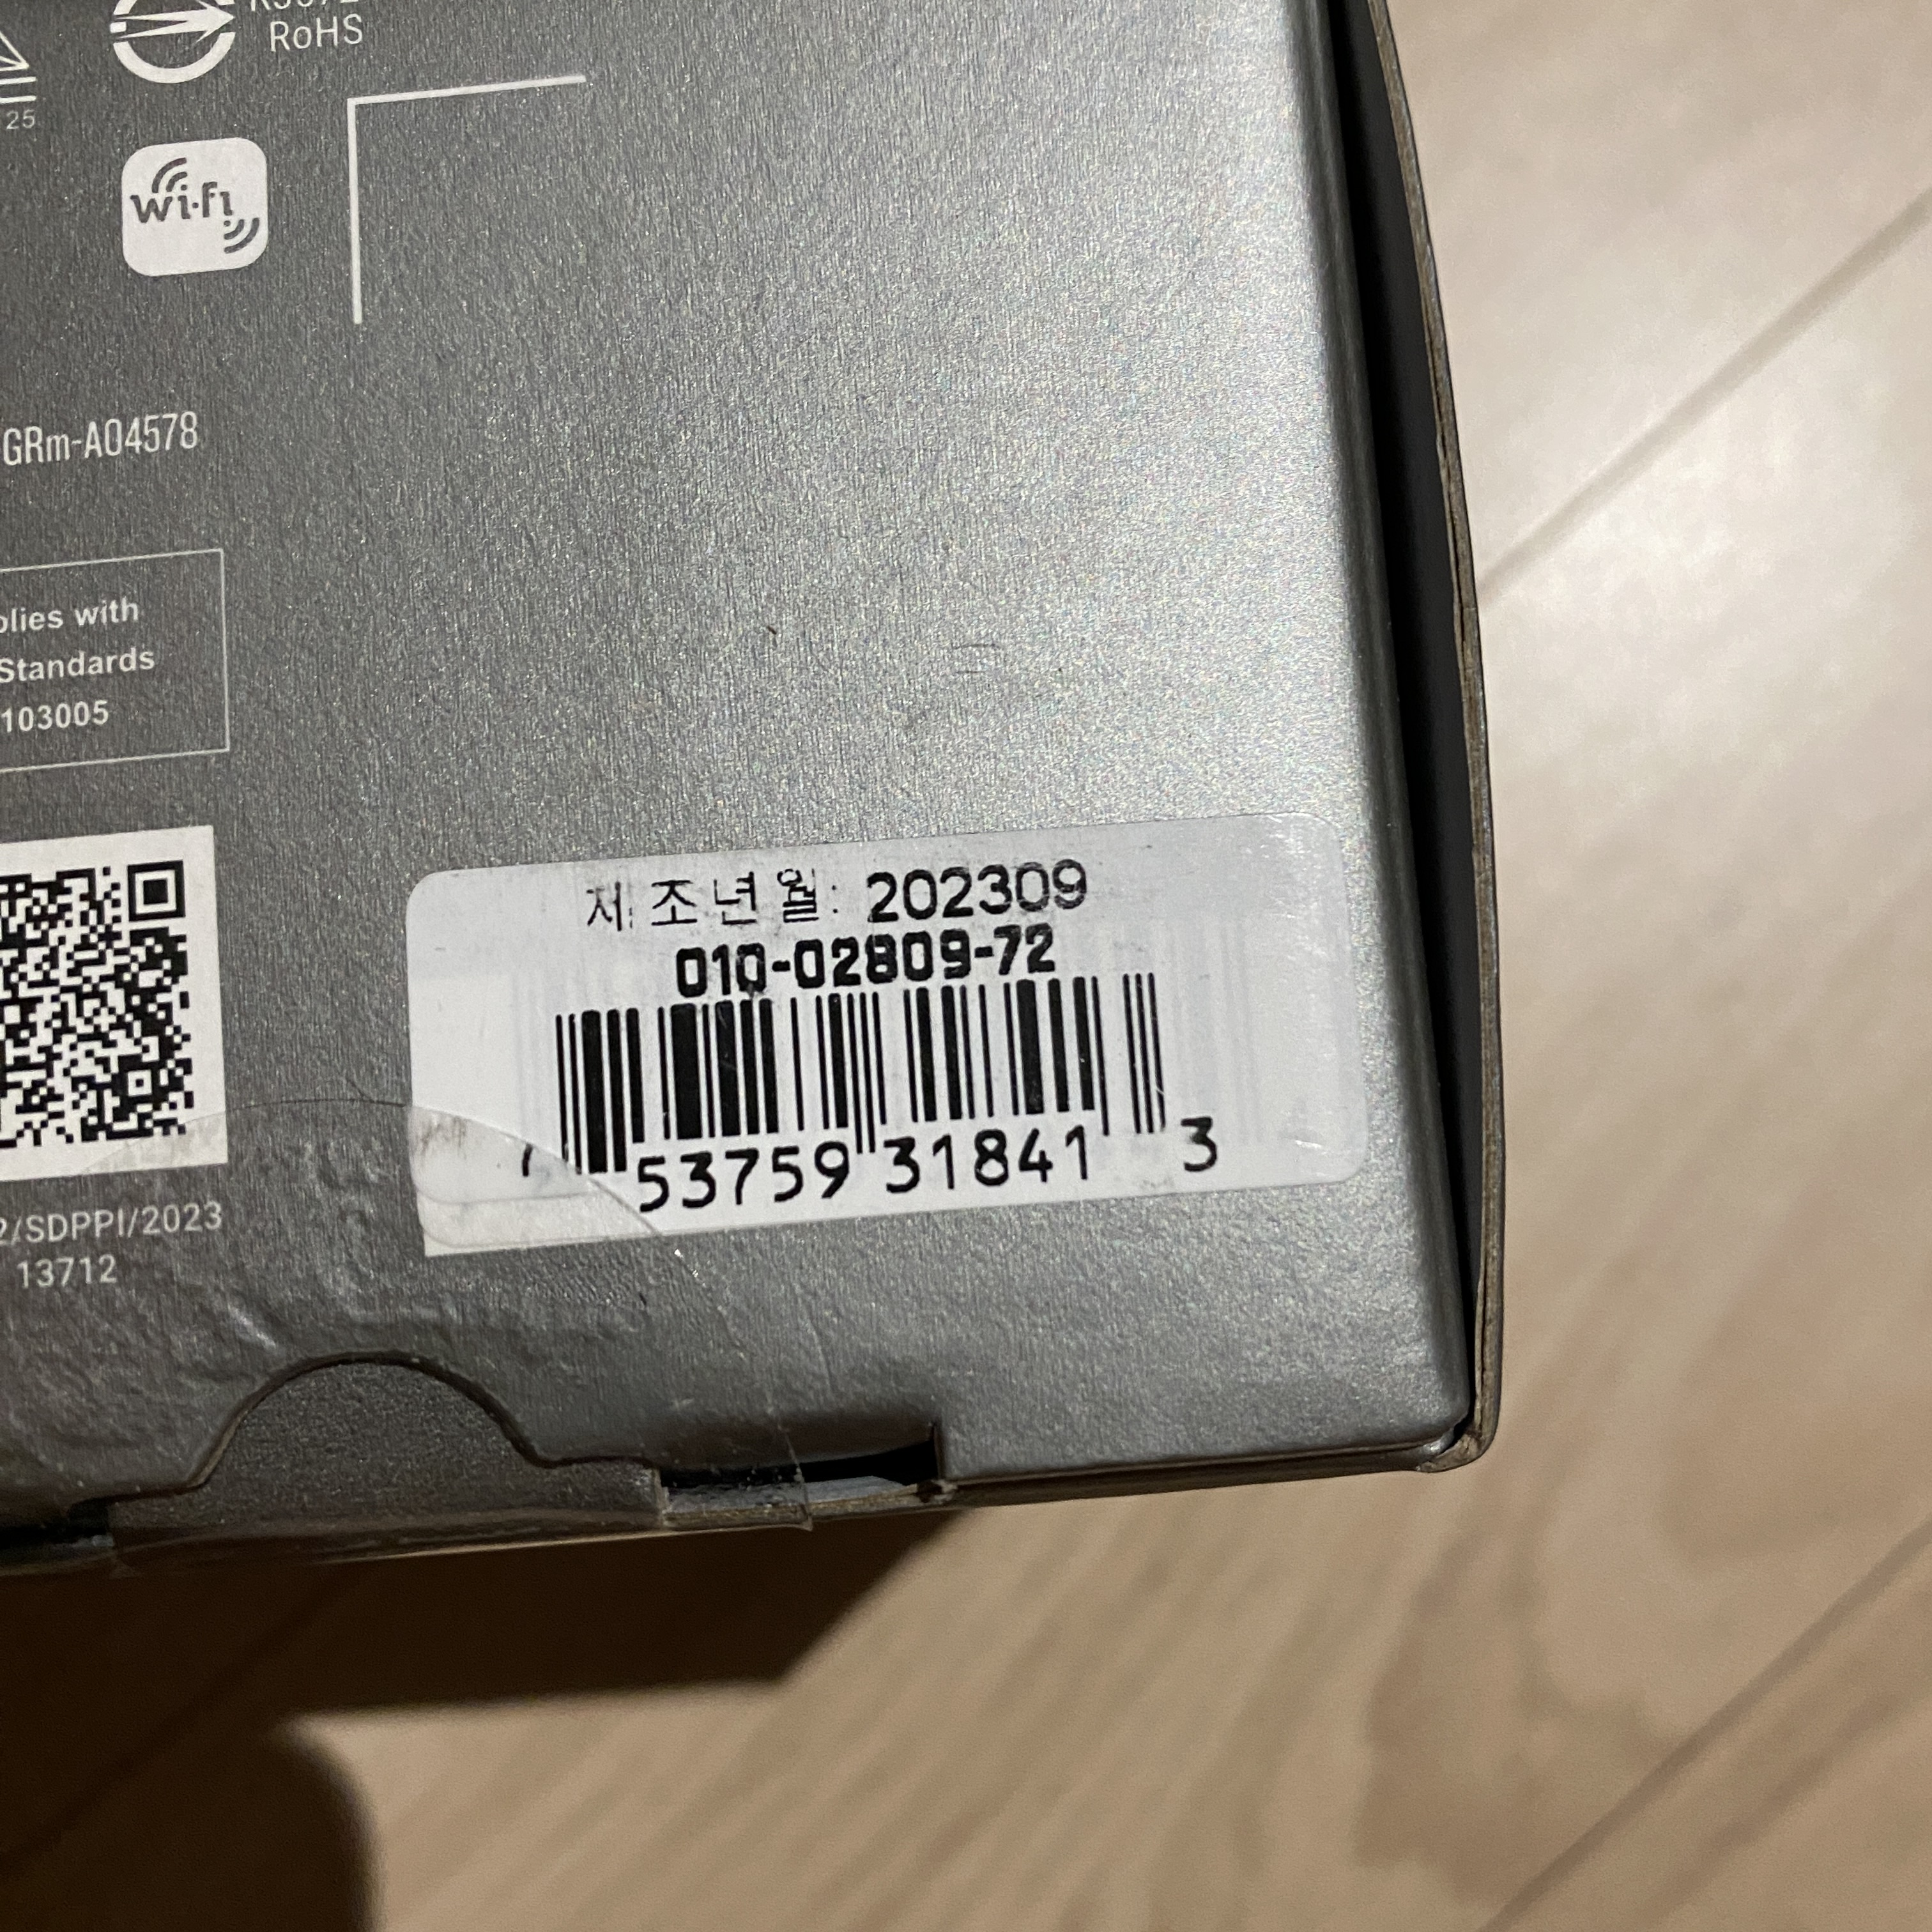 RoHS
25
Wi-Fi
GRm-A04578
plies with
Standards
103005
제조년월: 202309
010-02809-72
7 53759 31841 3
2/SDPPI/2023
13712